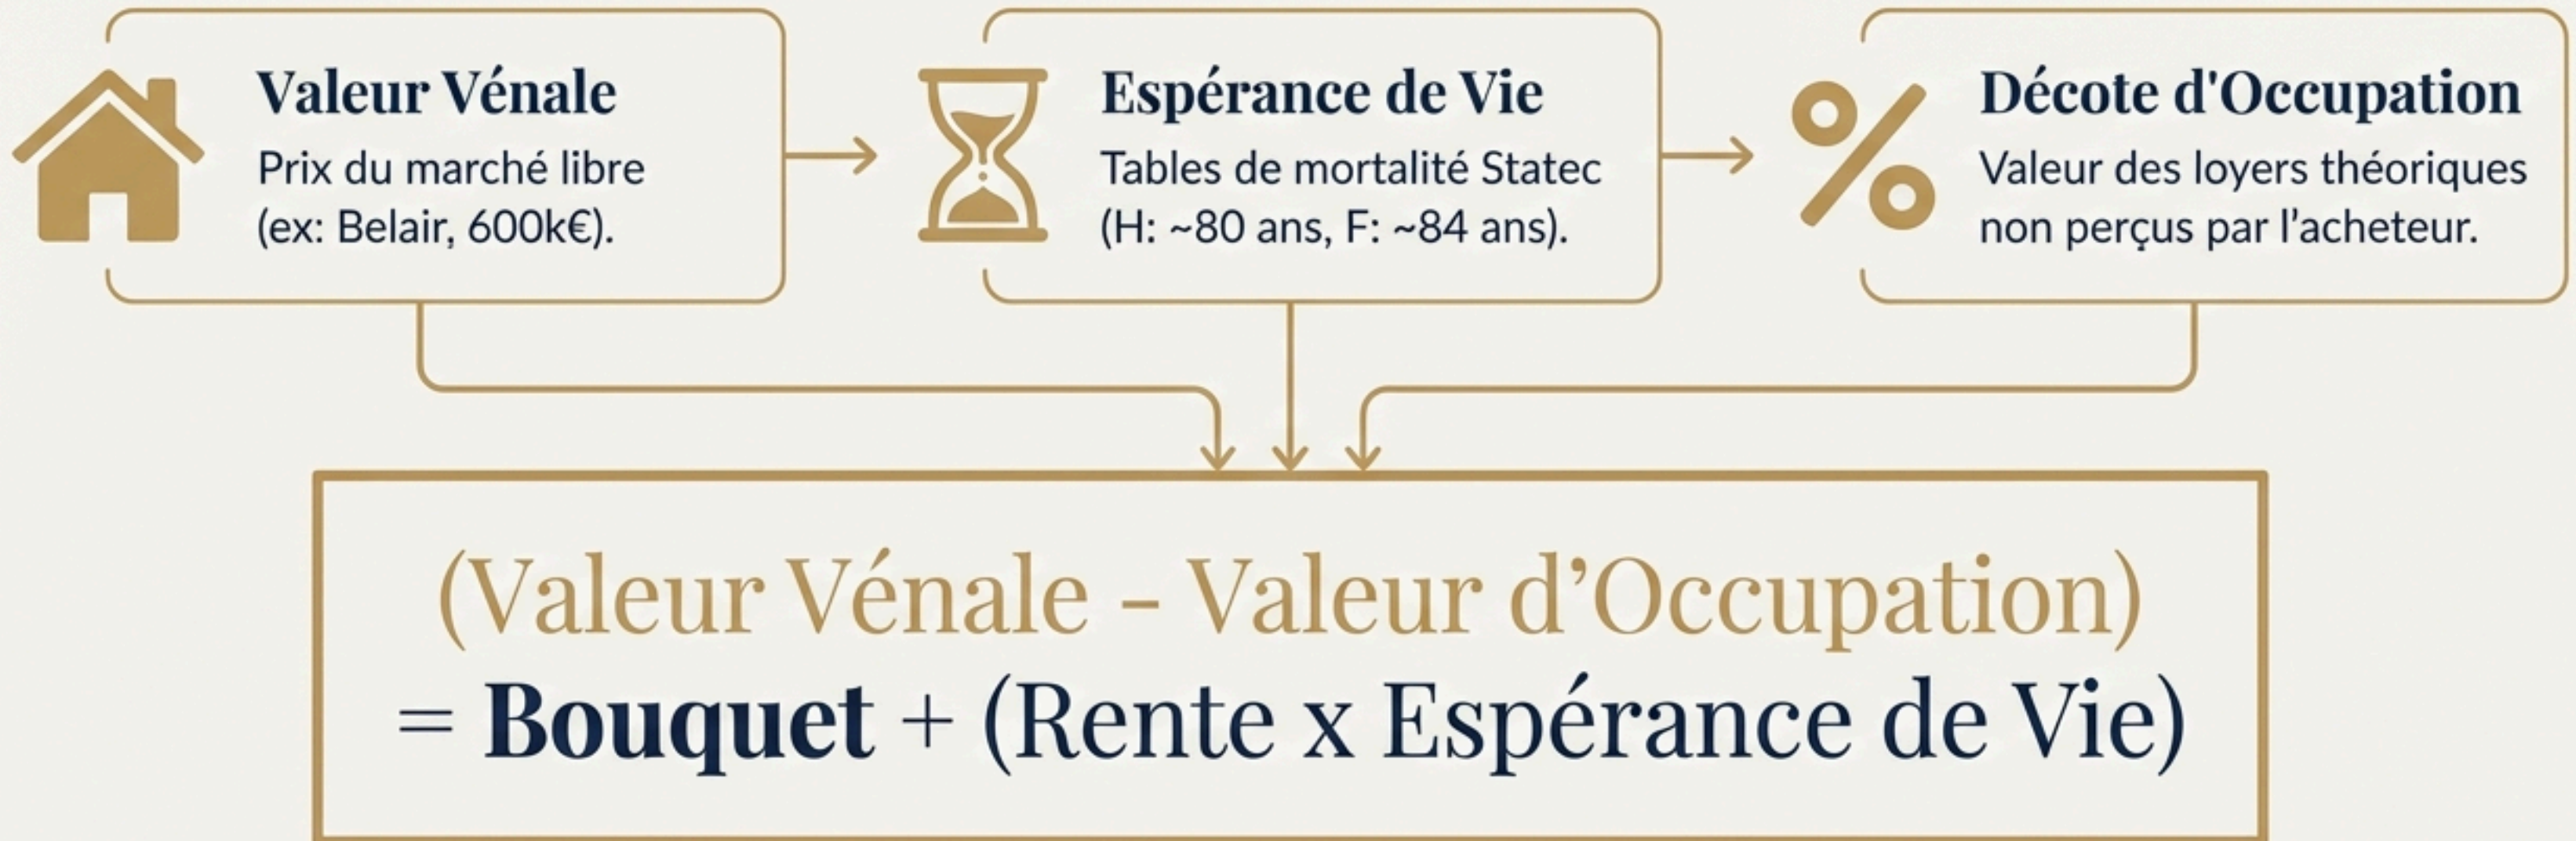 Valeur Vénale
Prix du marché libre
(ex: Belair, 600k€).
Espérance de Vie
Tables de mortalité Statec
(H: ~80 ans, F: ~84 ans).
%
Décote d'Occupation
Valeur des loyers théoriques
non perçus par l’acheteur.
(Valeur Vénale - Valeur d’Occupation)
= Bouquet + (Rente x Espérance de Vie)